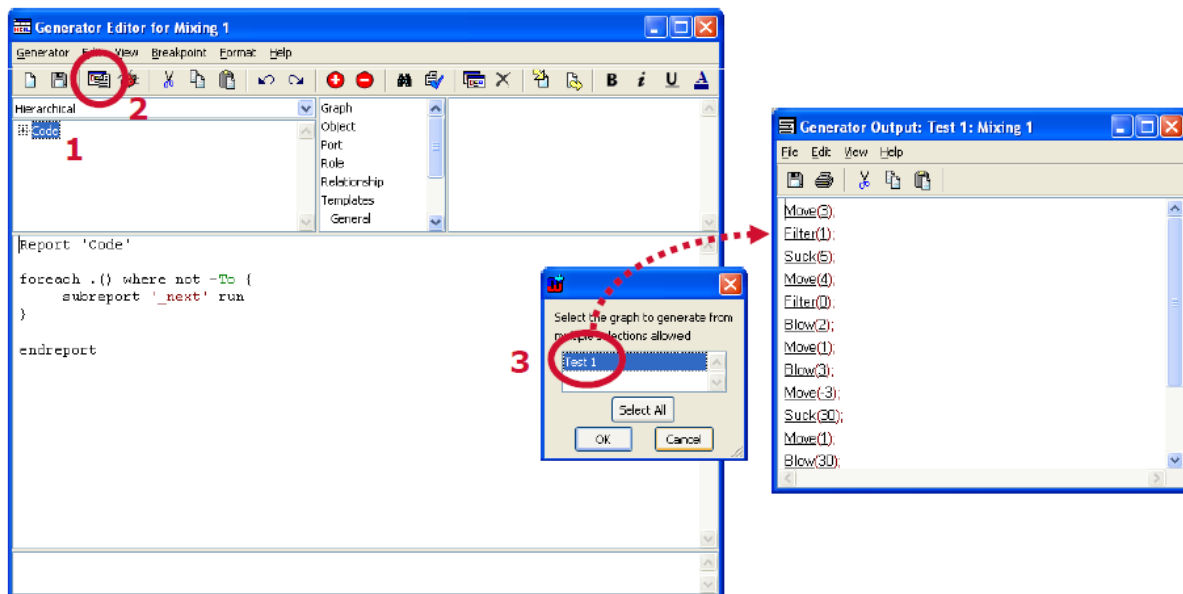 Generator Editor for Mixing 1
Generator Edit View Breakpoint Format Help
B i U A
2
Hierarchical
Code
1
Graph
Object
Port
Role
Relationship
Templates
General
Report 'Code'
foreach .() where not ~To {
subreport '_next' run
}
endreport
Select the graph to generate from
multiple selections allowed
3
Test 1
Select All
OK Cancel
Generator Output: Test 1: Mixing 1
File Edit View Help
Move(3);
Filter(1);
Suck(5);
Move(4);
Filter(0);
Blow(2);
Move(1);
Blow(3);
Move(-3);
Suck(30);
Move(1);
Blow(30);